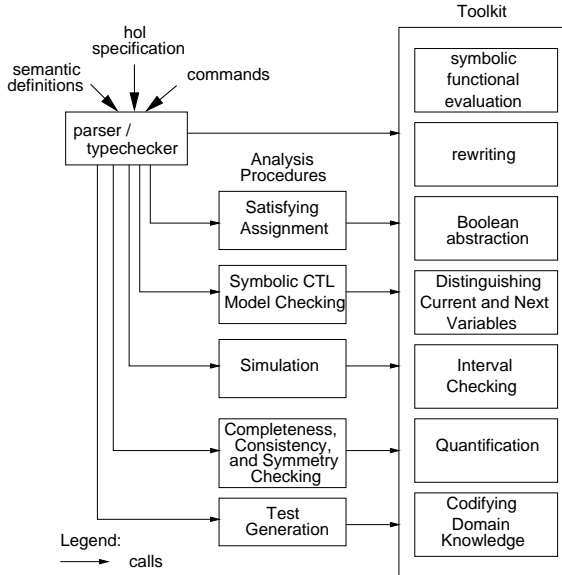 Toolkit
hol
specification
semantic
definitions
commands
parser /
typechecker
Analysis
Procedures
Satisfying
Assignment
Symbolic CTL
Model Checking
Simulation
Completeness,
Consistency,
and Symmetry
Checking
Test
Generation
symbolic
functional
evaluation
rewriting
Boolean
abstraction
Distinguishing
Current and Next
Variables
Interval
Checking
Quantification
Codifying
Domain
Knowledge
Legend:
calls